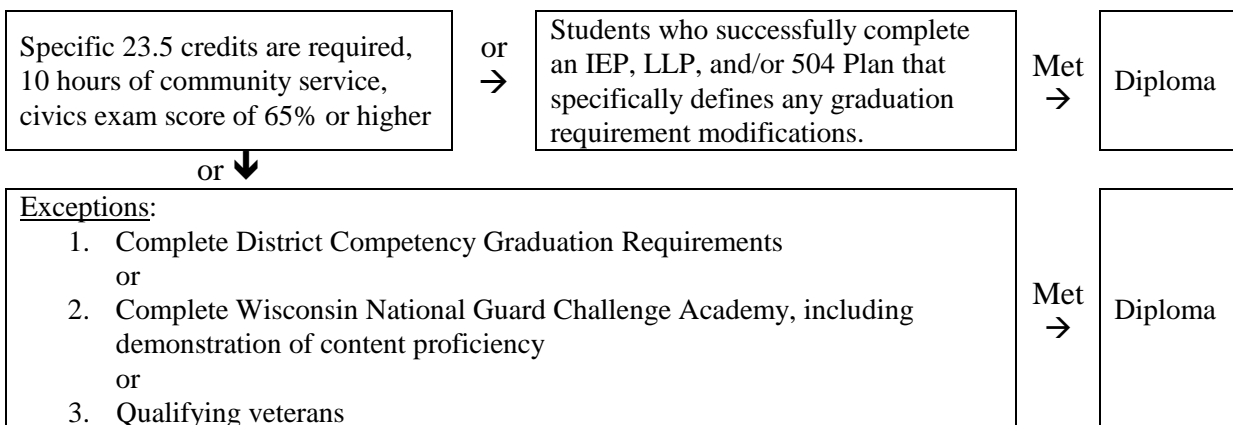 Specific 23.5 credits are required,
10 hours of community service,
civics exam score of 65% or higher
or
→
Students who successfully complete
an IEP, LLP, and/or 504 Plan that
specifically defines any graduation
requirement modifications.
Met
→
Diploma
or ↓
Exceptions:
1. Complete District Competency Graduation Requirements
or
2. Complete Wisconsin National Guard Challenge Academy, including
demonstration of content proficiency
or
3. Qualifying veterans
Met
→
Diploma